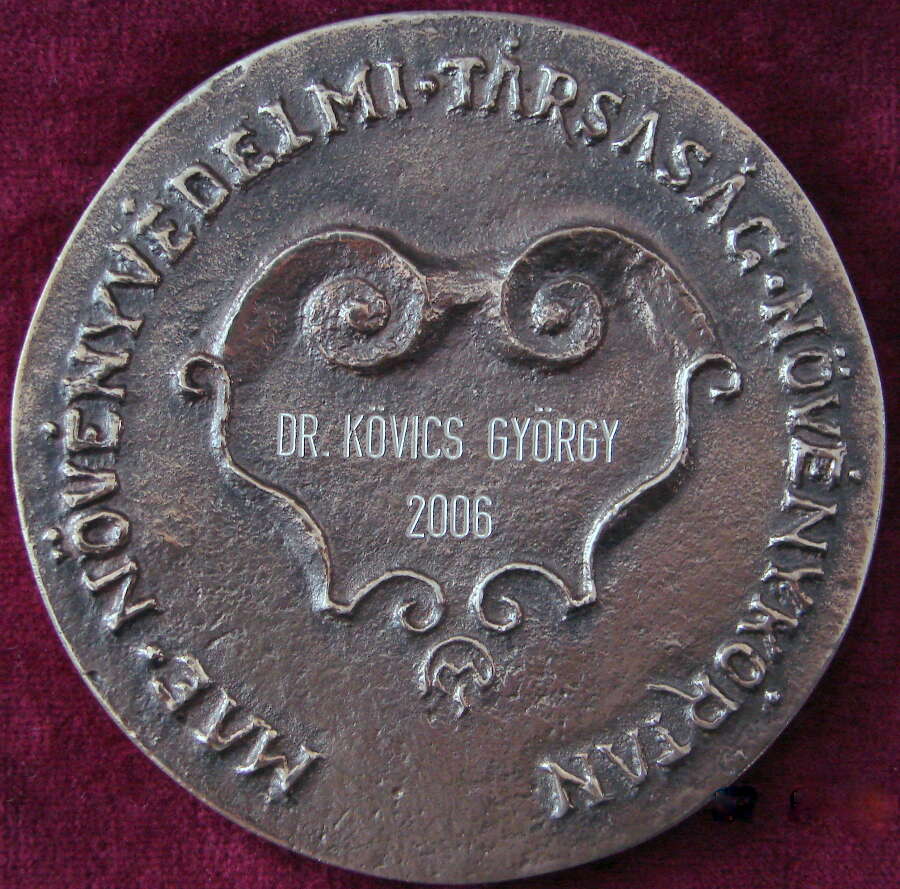 MAE · NÖVÉNYVÉDELMI · TÁRSASÁG · NÖVÉNYKÓRTAN
DR. KÖVICS GYÖRGY
2006